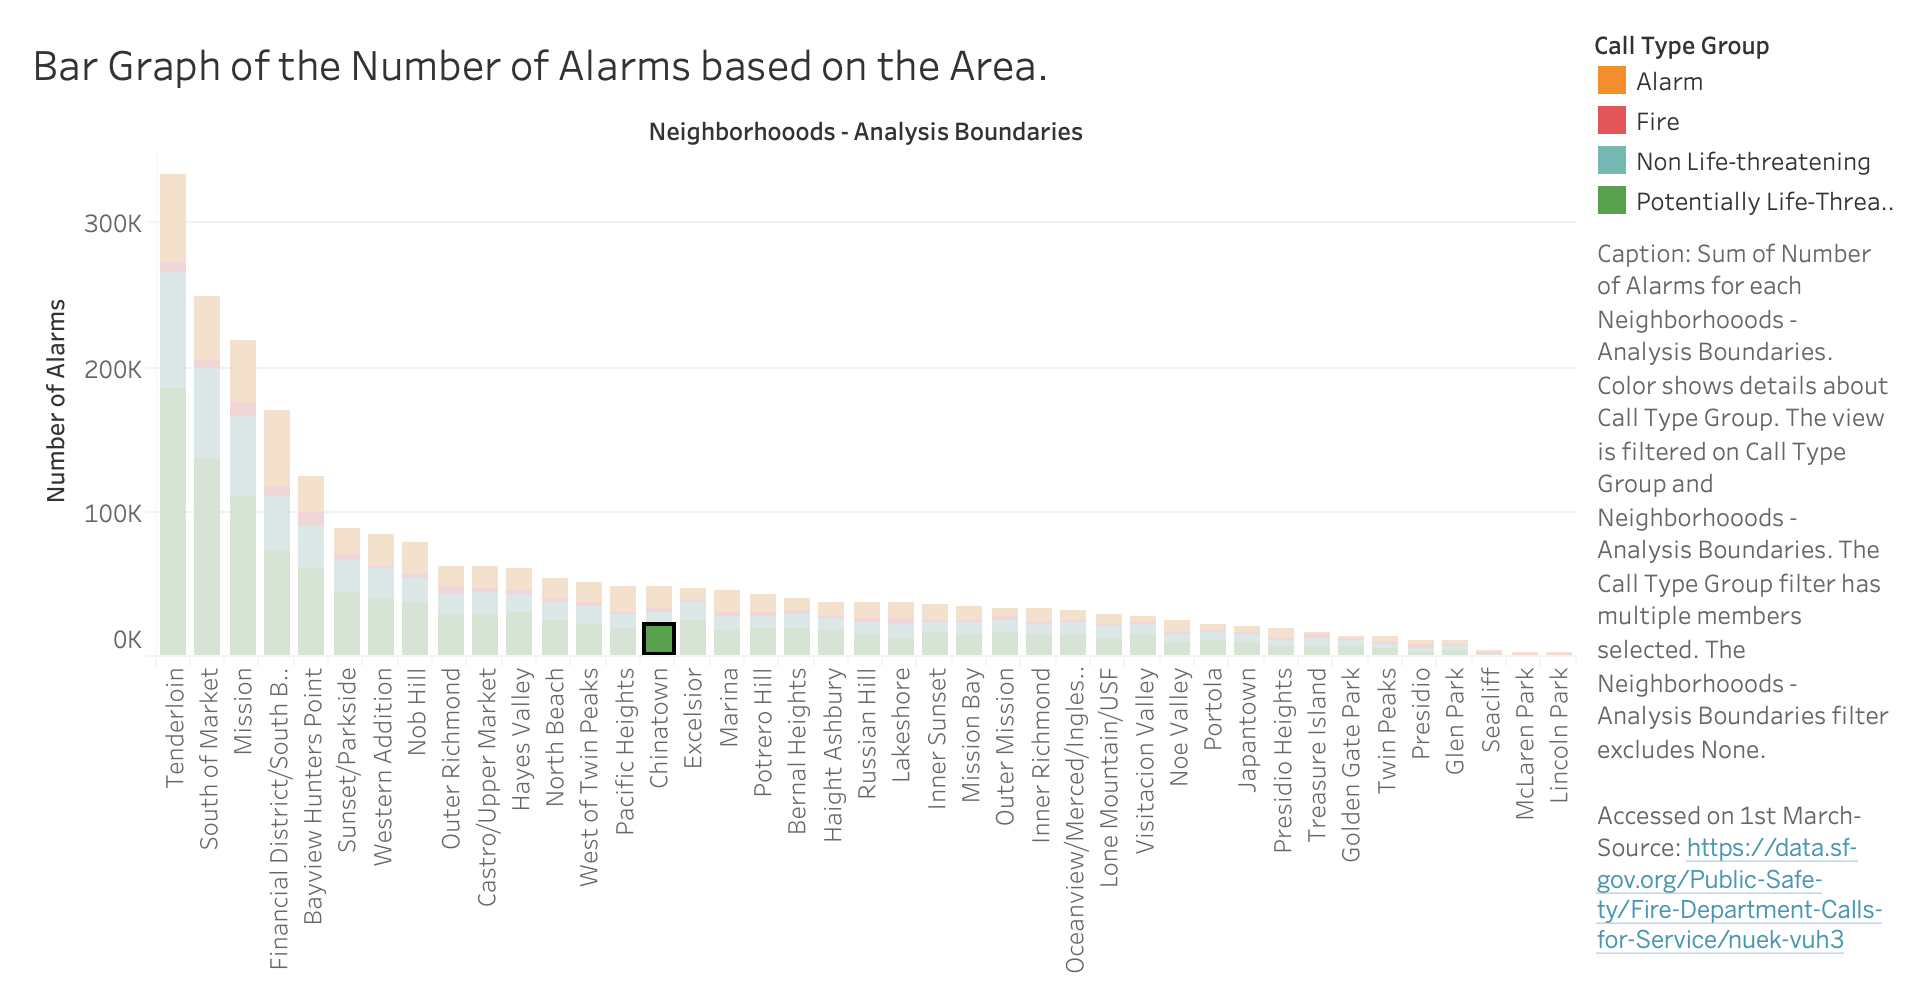 Bar Graph of the Number of Alarms based on the Area.
Neighborhooods - Analysis Boundaries
Number of Alarms
300K
200K
100K
0K
Tenderloin
South of Market
Mission
Financial District/South B..
Bayview Hunters Point
Sunset/Parkside
Western Addition
Nob Hill
Outer Richmond
Castro/Upper Market
Hayes Valley
North Beach
West of Twin Peaks
Pacific Heights
Chinatown
Excelsior
Marina
Potrero Hill
Bernal Heights
Haight Ashbury
Russian Hill
Lakeshore
Inner Sunset
Mission Bay
Outer Mission
Inner Richmond
Oceanview/Merced/Ingles..
Lone Mountain/USF
Visitacion Valley
Noe Valley
Portola
Japantown
Presidio Heights
Treasure Island
Golden Gate Park
Twin Peaks
Presidio
Glen Park
Seacliff
McLaren Park
Lincoln Park
Call Type Group
Alarm
Fire
Non Life-threatening
Potentially Life-Threa..
Caption: Sum of Number
of Alarms for each
Neighborhooods -
Analysis Boundaries.
Color shows details about
Call Type Group. The view
is filtered on Call Type
Group and
Neighborhooods -
Analysis Boundaries. The
Call Type Group filter has
multiple members
selected. The
Neighborhooods -
Analysis Boundaries filter
excludes None.
Accessed on 1st March-
Source: https://data.sf-
gov.org/Public-Safe-
ty/Fire-Department-Calls-
for-Service/nuek-vuh3